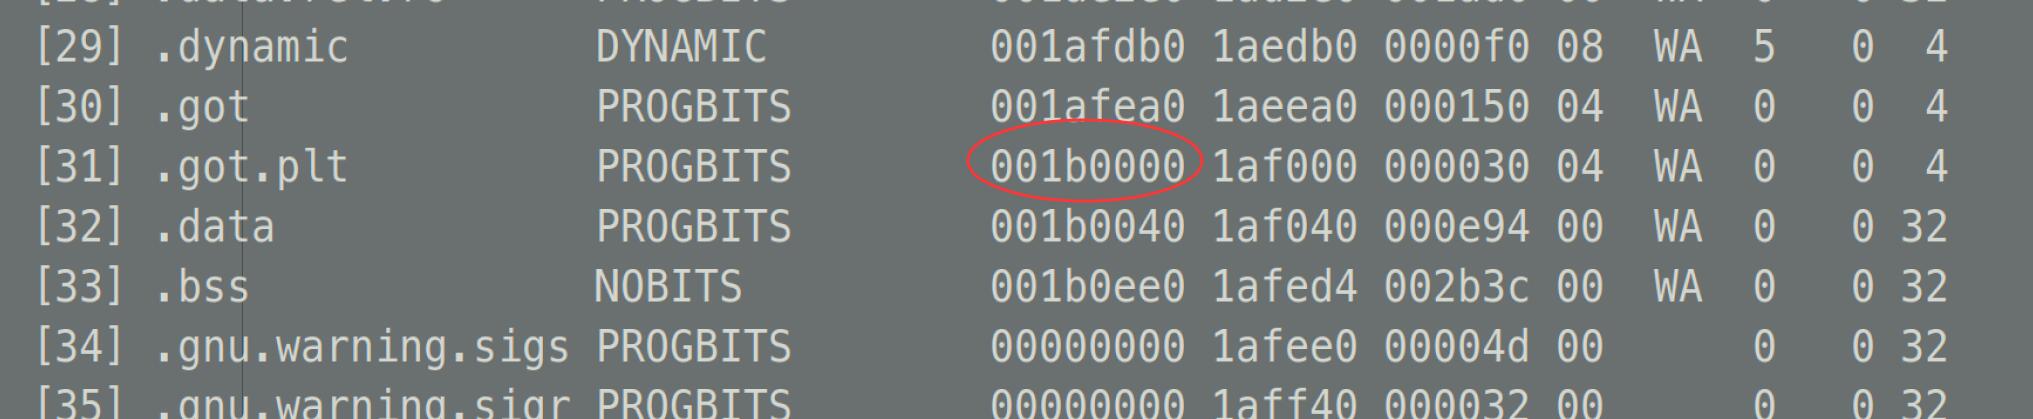 [29] .dynamic DYNAMIC 001afdb0 1aedb0 0000f0 08 WA 5 0 4
[30] .got PROGBITS 001afea0 1aeea0 000150 04 WA 0 0 4
[31] .got.plt PROGBITS 001b0000 1af000 000030 04 WA 0 0 4
[32] .data PROGBITS 001b0040 1af040 000e94 00 WA 0 0 32
[33] .bss NOBITS 001b0ee0 1afed4 002b3c 00 WA 0 0 32
[34] .gnu.warning.sigs PROGBITS 00000000 1afee0 00004d 00 0 0 32
[35] .gnu.warning.sigr PROGBITS 00000000 1aff40 000032 00 0 0 32